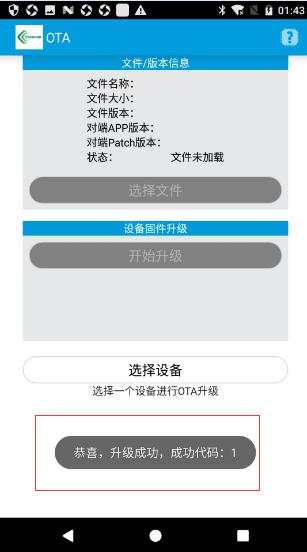 01:43
OTA
?
文件/版本信息
文件名称：
文件大小：
文件版本：
对端APP版本：
对端Patch版本：
状态： 文件未加载
选择文件
设备固件升级
开始升级
选择设备
选择一个设备进行OTA升级
恭喜，升级成功，成功代码：1